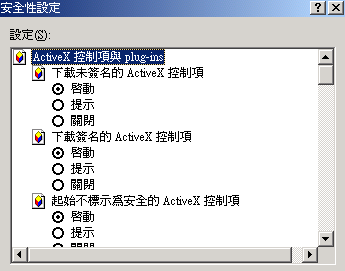 安全性設定
設定(S):
ActiveX 控制項與 plug-ins
下載未簽名的 ActiveX 控制項
啟動
提示
關閉
下載簽名的 ActiveX 控制項
啟動
提示
關閉
起始不標示為安全的 ActiveX 控制項
啟動
提示